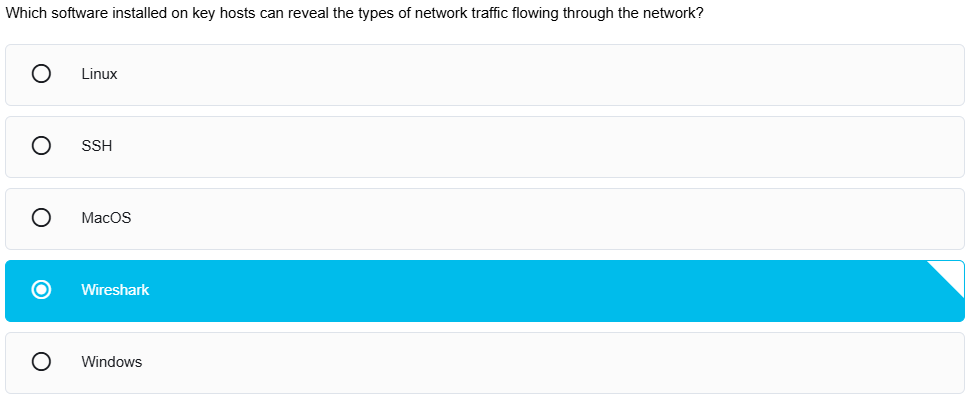 Which software installed on key hosts can reveal the types of network traffic flowing through the network?
Linux
SSH
MacOS
Wireshark
Windows